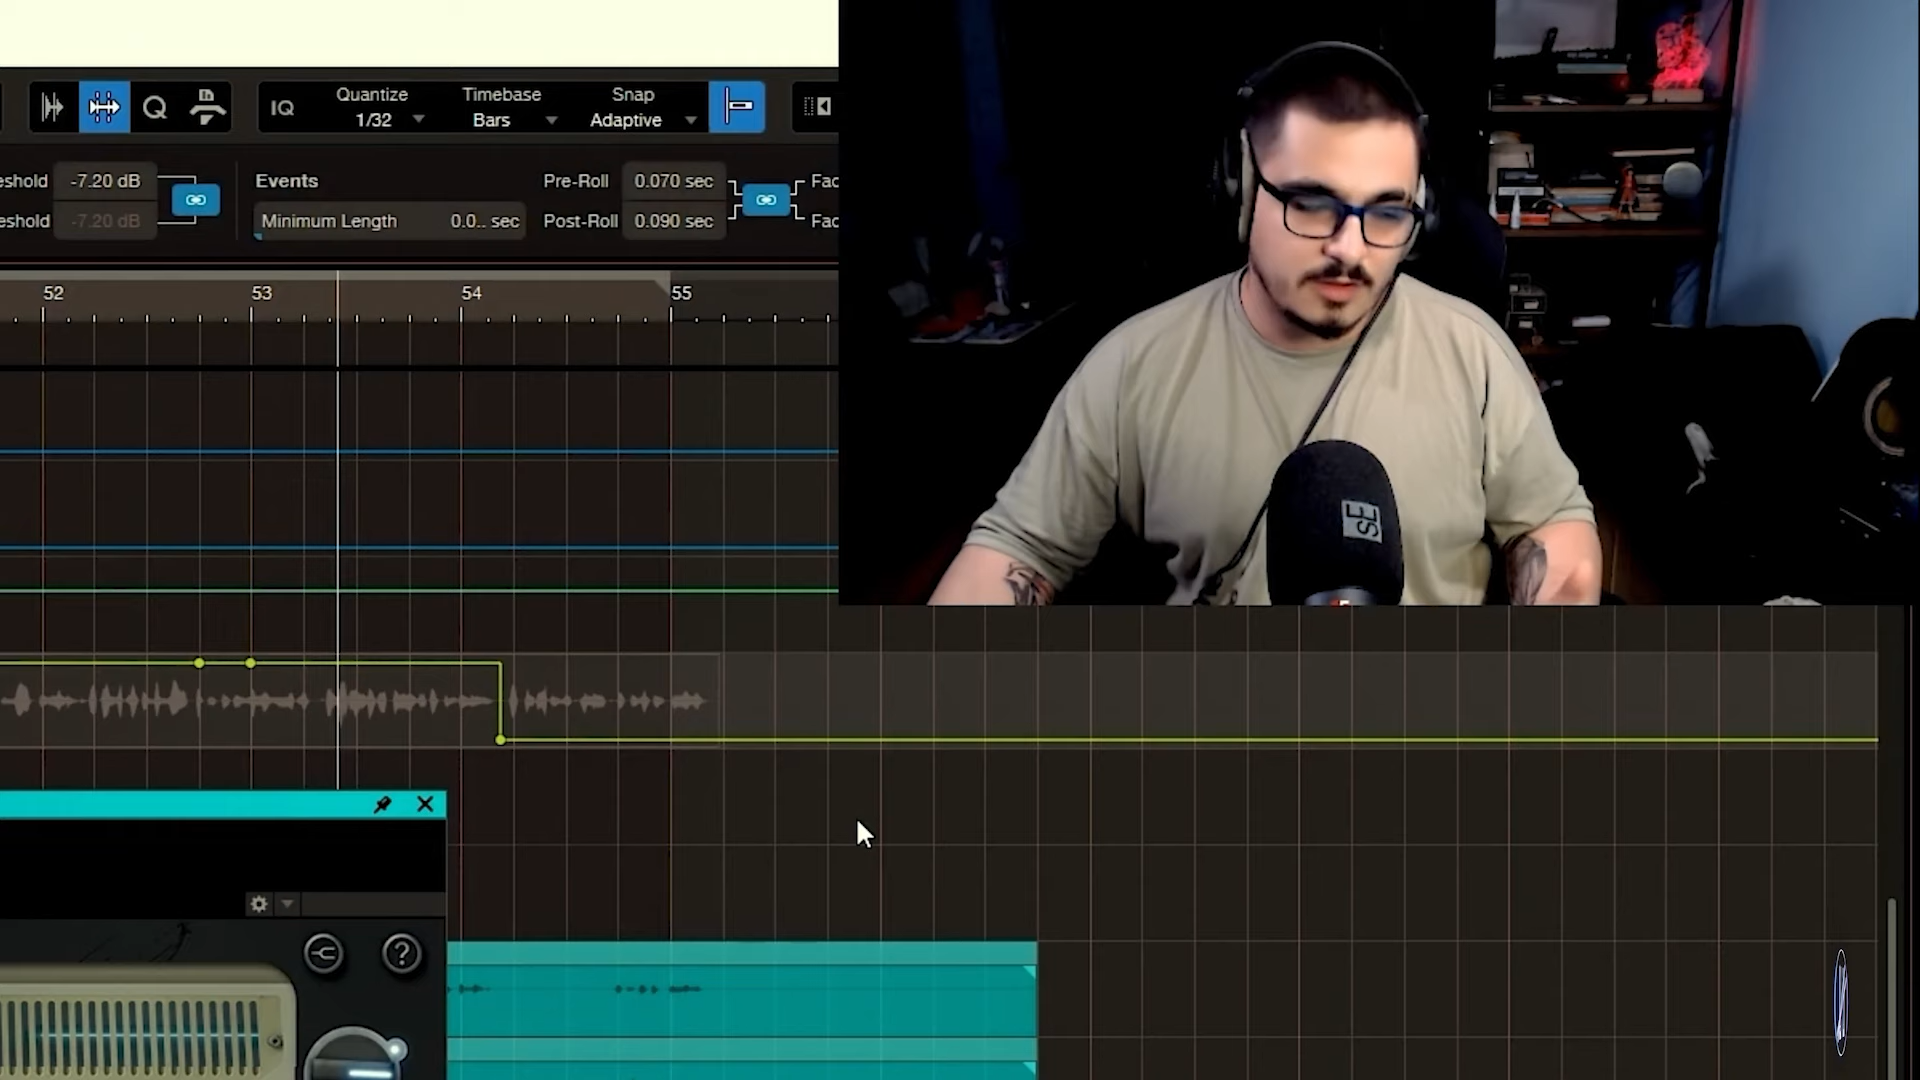 Q
IQ
Quantize
1/32
Timebase
Bars
Snap
Adaptive
eshold -7.20 dB
eshold -7.20 dB
Events
Minimum Length 0.0.. sec
Pre-Roll 0.070 sec
Post-Roll 0.090 sec
Fac
Fac
52 53 54 55
?
sE